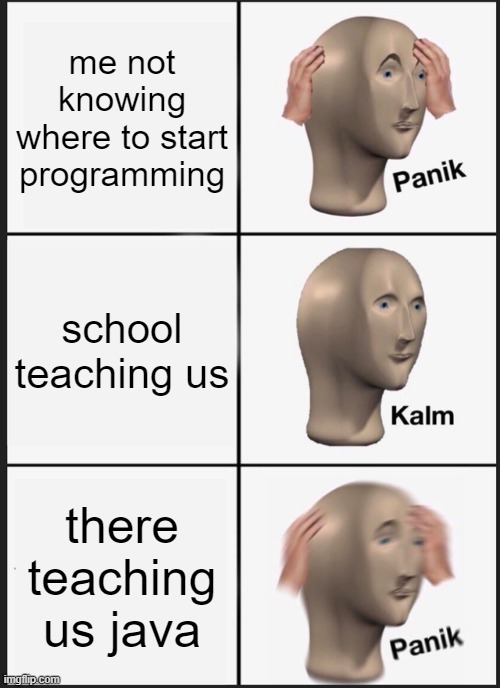 me not
knowing
where to start
programming
Panik
school
teaching us
Kalm
there
teaching
us java
Panik
imgflip.com